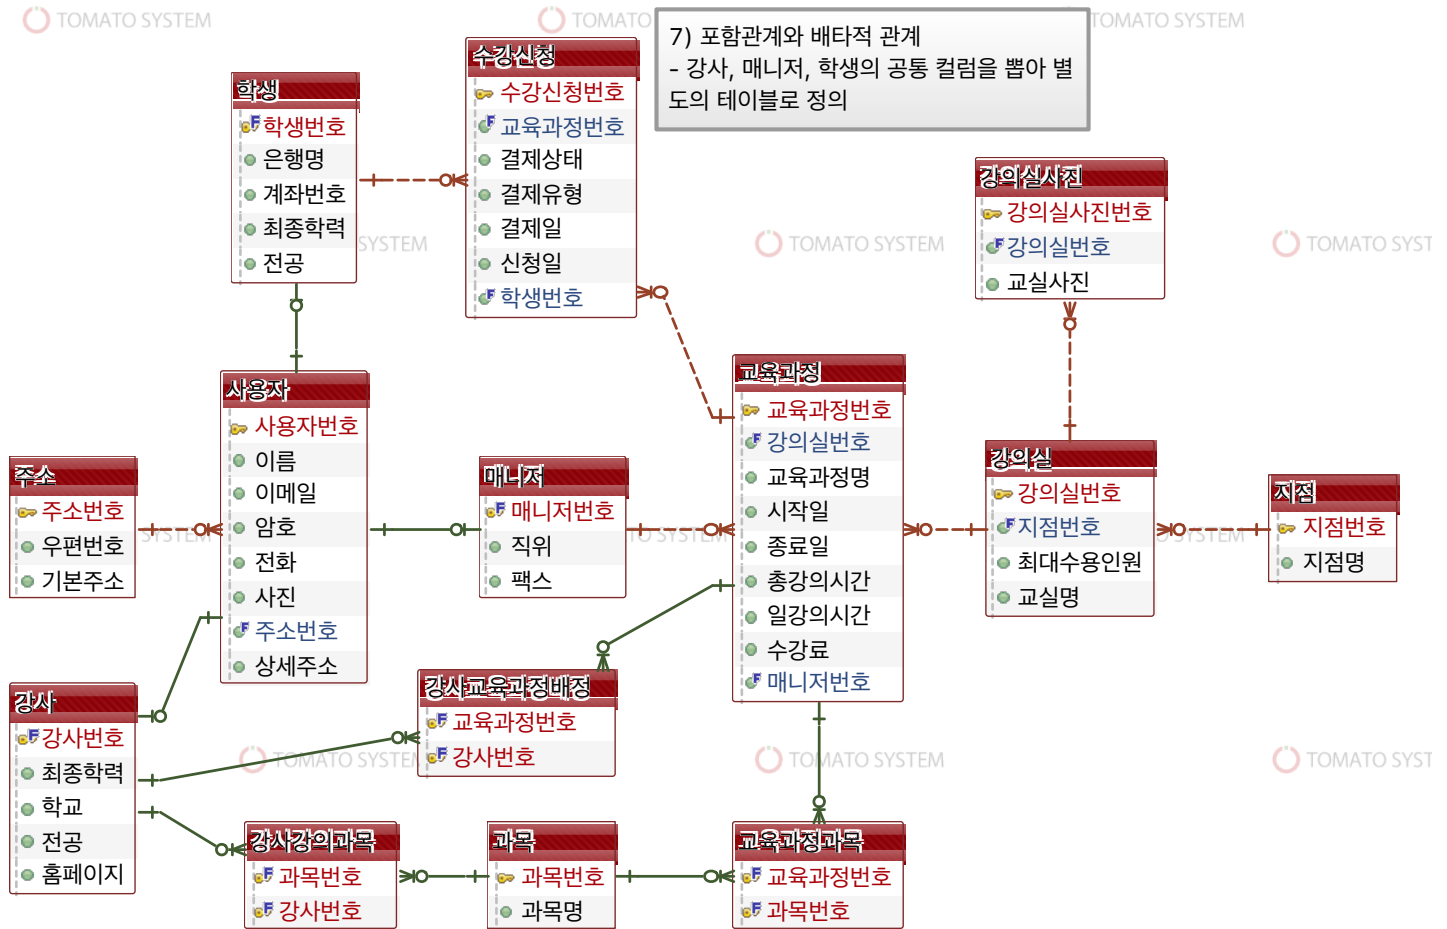 TOMATO SYSTEM
TOMATO
TOMATO SYSTEM
7) 포함관계와 배타적 관계
- 강사, 매니저, 학생의 공통 컬럼을 뽑아 별
도의 테이블로 정의
수강신청
수강신청번호
교육과정번호
결제상태
결제유형
결제일
신청일
학생번호
학생
학생번호
은행명
계좌번호
최종학력
전공
강의실사진
강의실사진번호
강의실번호
교실사진
SYSTEM
TOMATO SYSTEM
TOMATO SYST
사용자
사용자번호
이름
이메일
암호
전화
사진
주소번호
상세주소
교육과정
교육과정번호
강의실번호
교육과정명
시작일
종료일
총강의시간
일강의시간
수강료
매니저번호
강의실
강의실번호
지점번호
최대수용인원
교실명
주소
주소번호
우편번호
기본주소
매니저
매니저번호
직위
팩스
지점
지점번호
지점명
SYSTEM
TO SYSTEM
TOMATO SYSTEM
강사
강사번호
최종학력
학교
전공
홈페이지
강사교육과정배정
교육과정번호
강사번호
TOMATO SYSTEM
TOMATO SYSTEM
TOMATO SYST
강사강의과목
과목번호
강사번호
과목
과목번호
과목명
교육과정과목
교육과정번호
과목번호